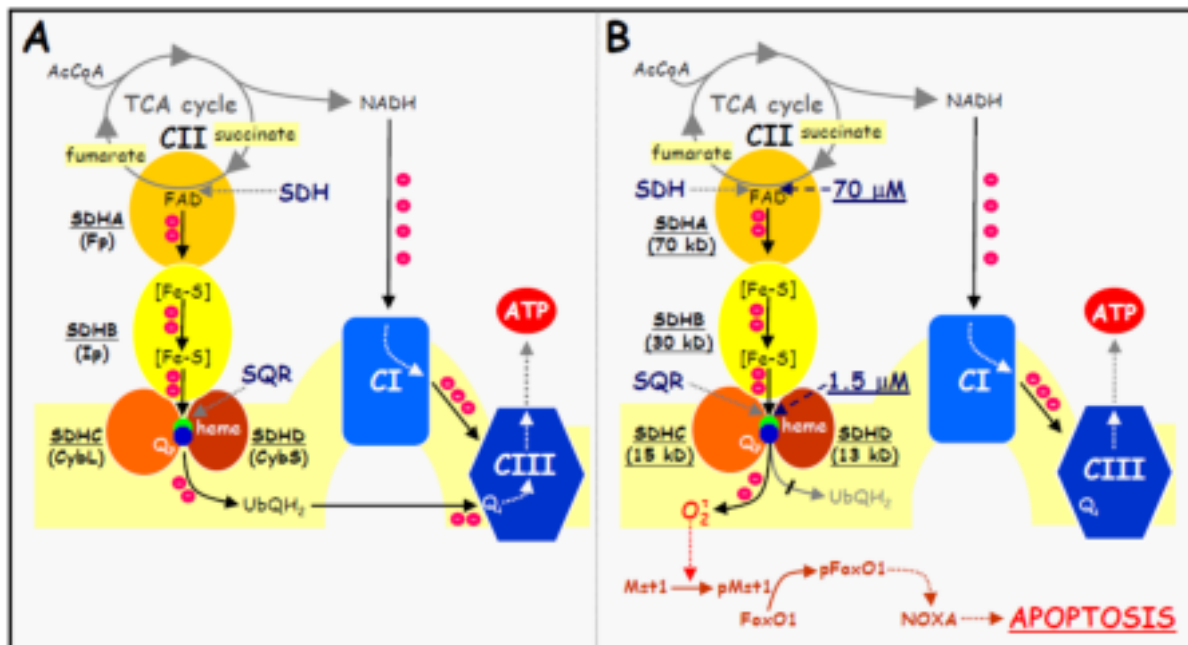 A
AcCoA
TCA cycle
NADH
CII
succinate
fumarate
FAD
SDH
SDHA
(Fp)
[Fe-S]
ATP
SDHB
(Ip)
[Fe-S]
SQR
CI
SDHC
(CybL)
heme
SDHD
(CybS)
CIII
UbQH2
B
AcCoA
TCA cycle
NADH
CII
succinate
fumarate
SDH
FAD
70 μM
SDHA
(70 kD)
[Fe-S]
ATP
SDHB
(30 kD)
[Fe-S]
SQR
1.5 μM
CI
SDHC
(15 kD)
heme
SDHD
(13 kD)
CIII
UbQH2
Mst1
pMst1
pFoxO1
FoxO1
NOXA
APOPTOSIS